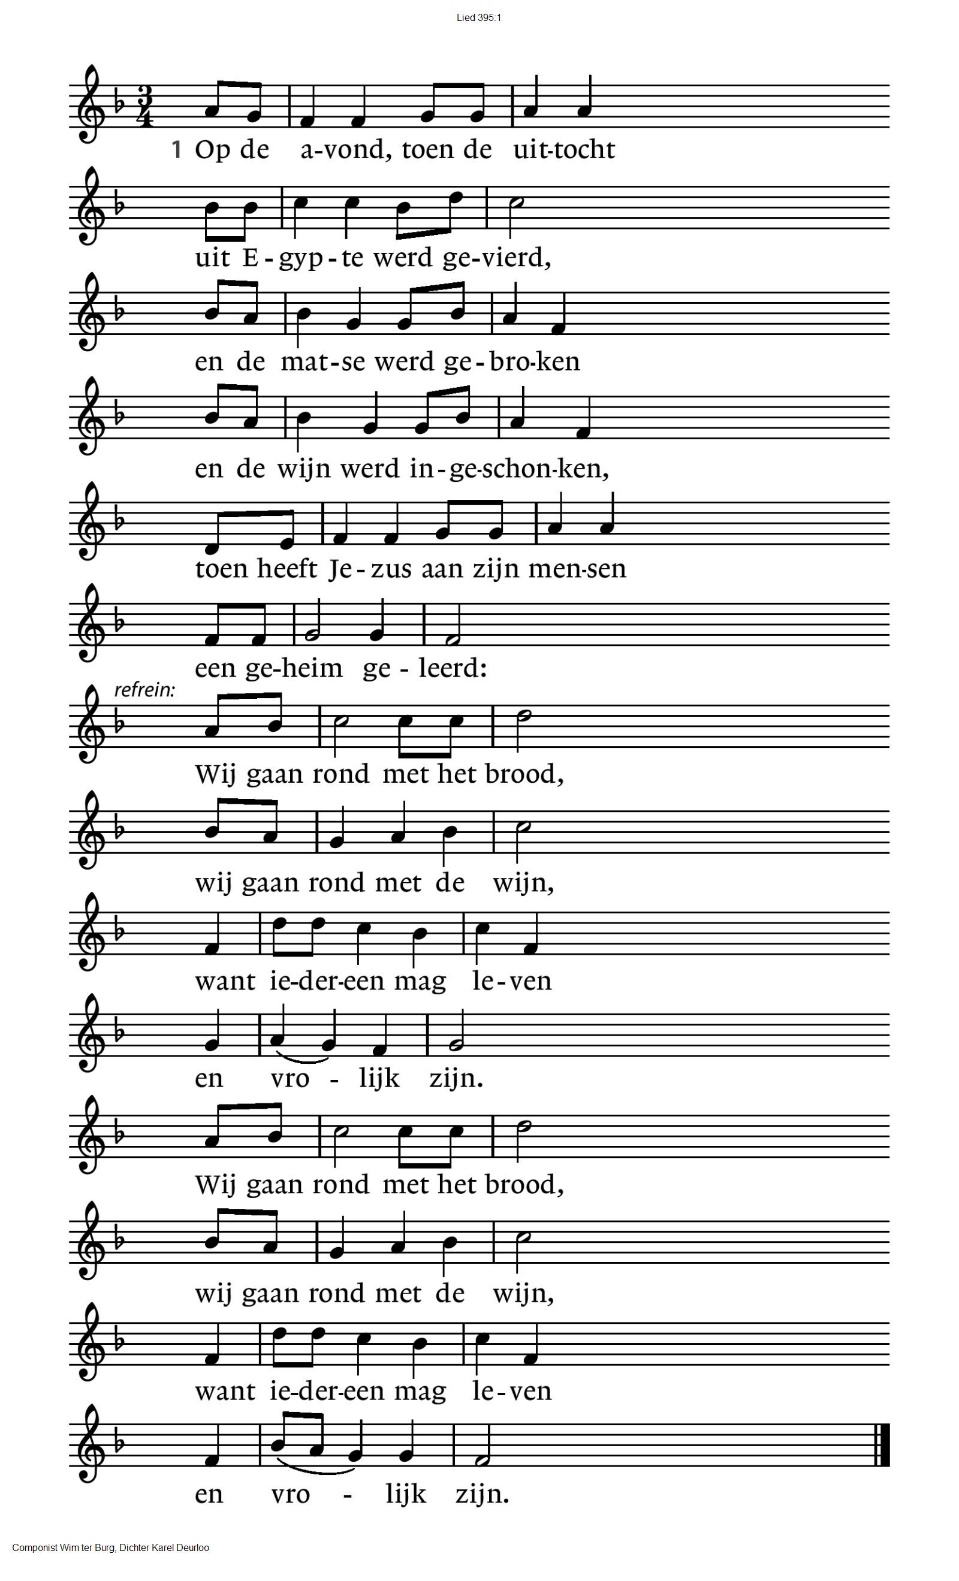 Lied 395:1
3
4
1 Op de a-vond, toen de uit-tocht
uit E-gyp-te werd ge-vierd,
en de mat-se werd ge-bro-ken
en de wijn werd in-ge-schon-ken,
toen heeft Je-zus aan zijn men-sen
een ge-heim ge-leerd:
refrein:
Wij gaan rond met het brood,
wij gaan rond met de wijn,
want ie-der-een mag le-ven
en vro-lijk zijn.
Wij gaan rond met het brood,
wij gaan rond met de wijn,
want ie-der-een mag le-ven
en vro-lijk zijn.
Componist Wim ter Burg, Dichter Karel Deurloo